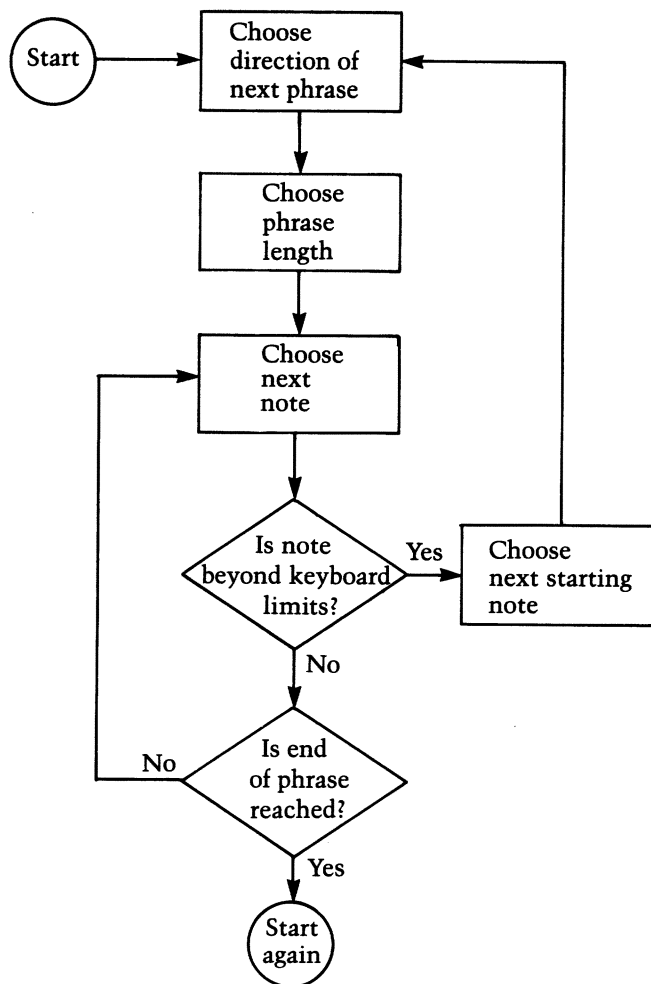 Start
Choose
direction of
next phrase
Choose
phrase
length
Choose
next
note
Is note
beyond keyboard
limits?
Yes
Choose
next starting
note
No
Is end
of phrase
reached?
No
Yes
Start
again